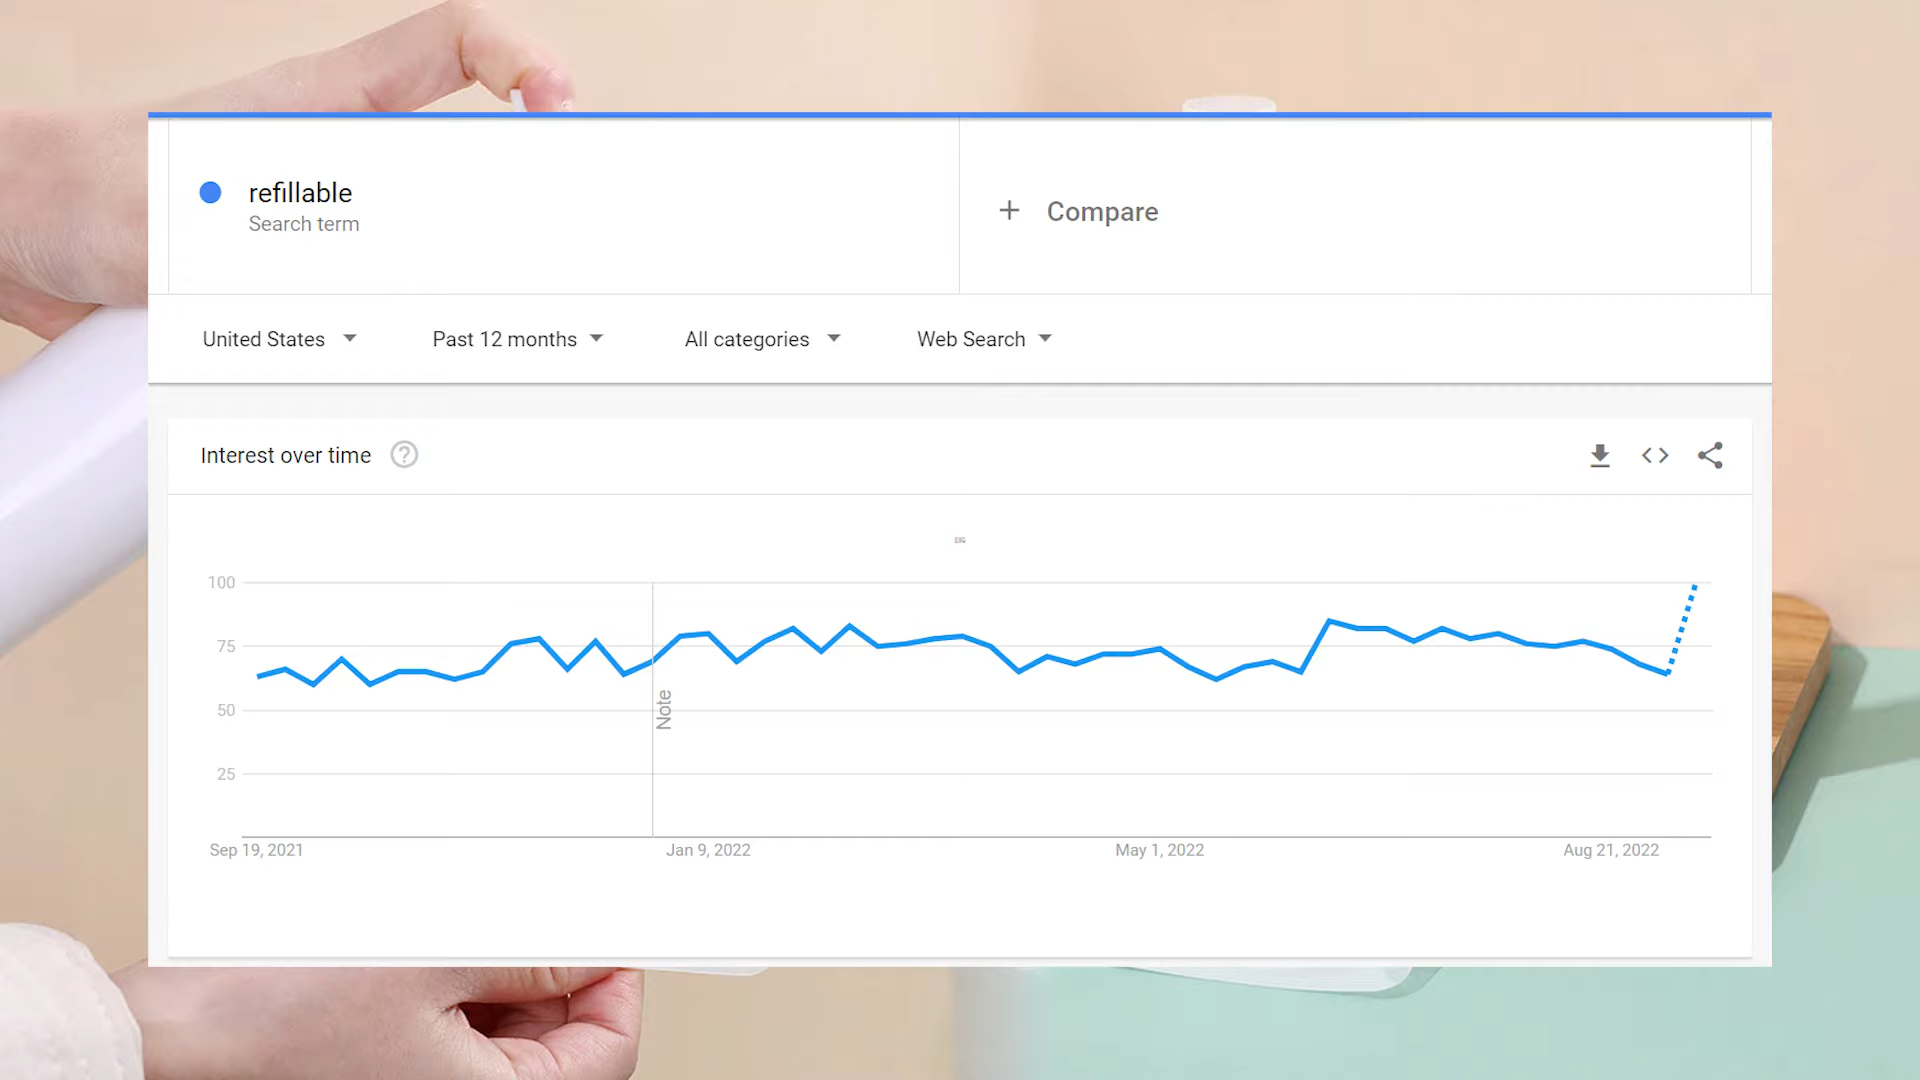 refillable
Search term
+ Compare
United States
Past 12 months
All categories
Web Search
Interest over time
100
75
50
25
Note
Sep 19, 2021
Jan 9, 2022
May 1, 2022
Aug 21, 2022